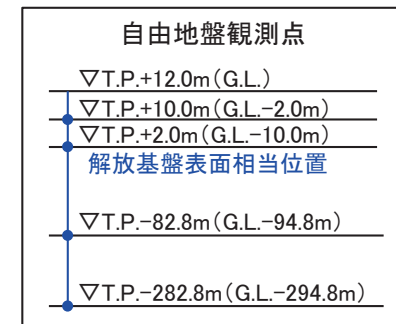 自由地盤観測点
▽T.P.+12.0m(G.L.)
▽T.P.+10.0m(G.L.-2.0m)
▽T.P.+2.0m(G.L.-10.0m)
解放基盤表面相当位置
▽T.P.-82.8m(G.L.-94.8m)
▽T.P.-282.8m(G.L.-294.8m)